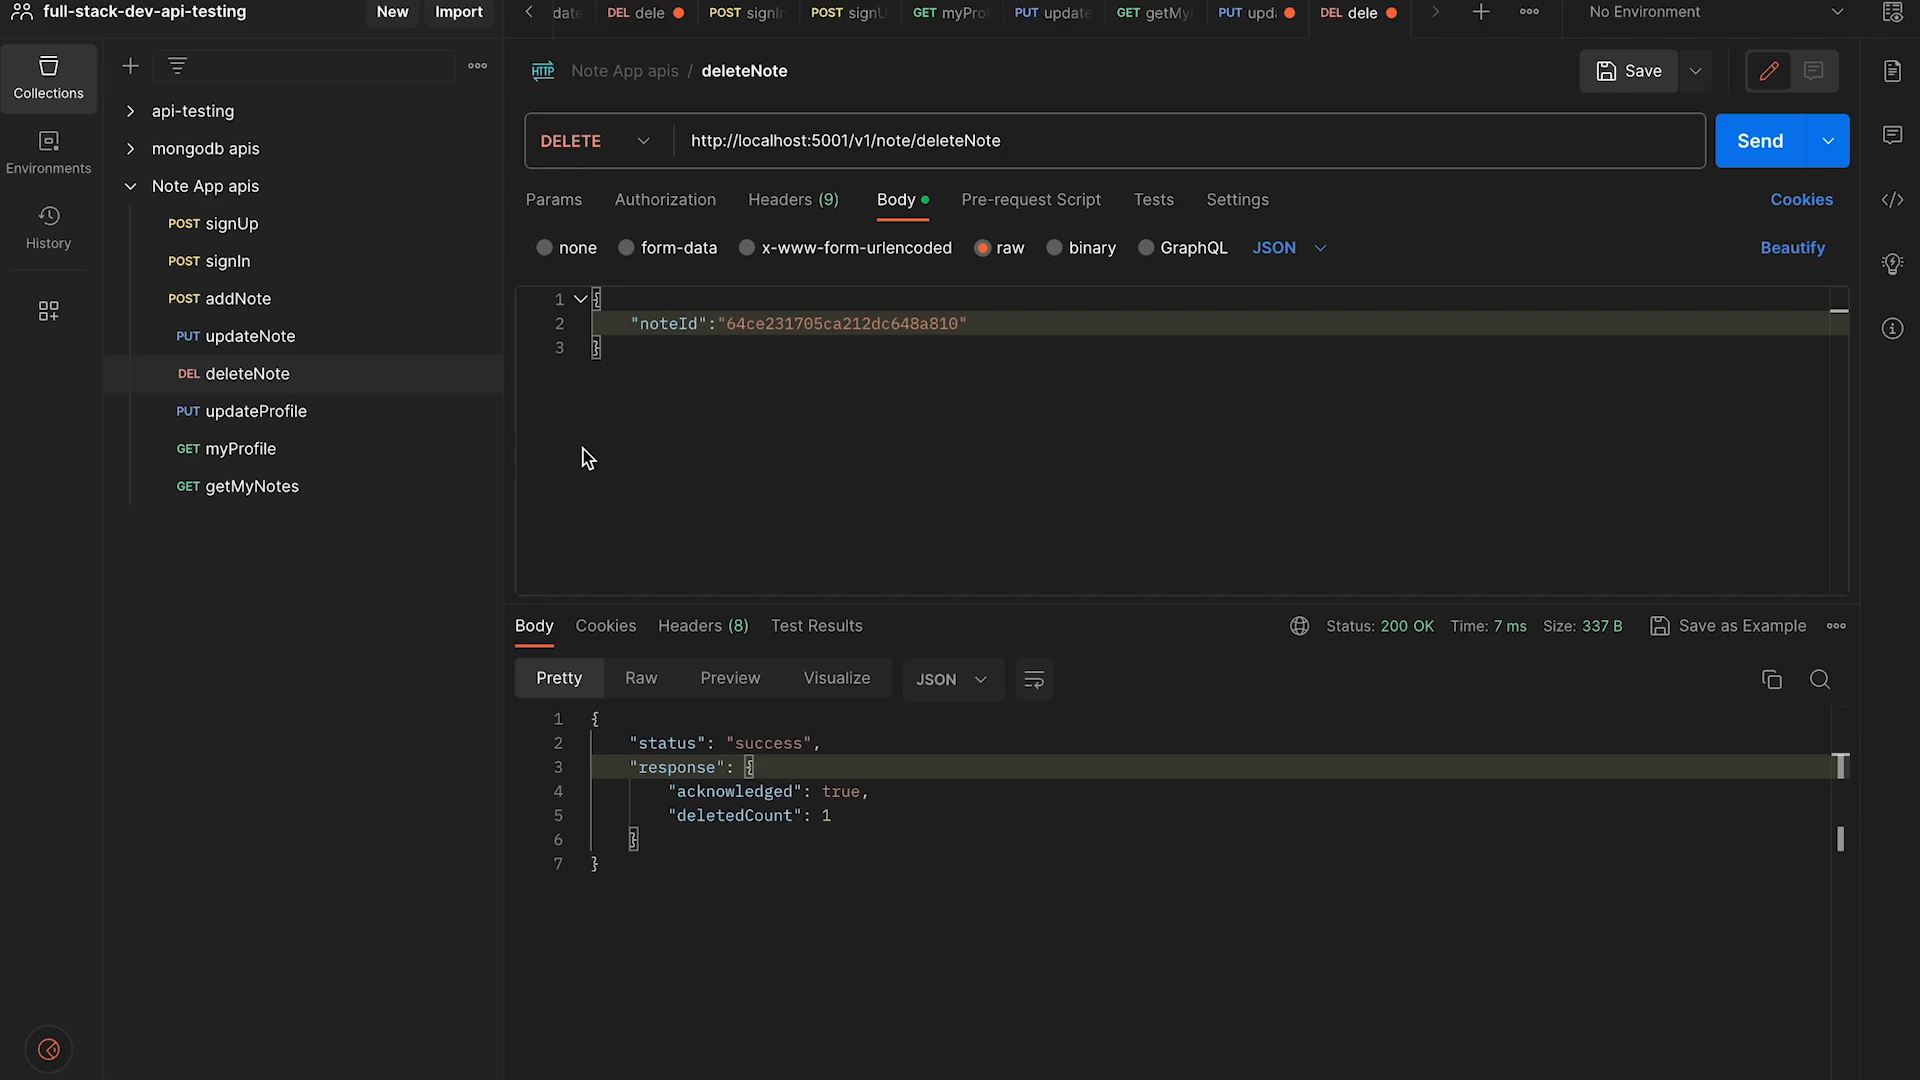 full-stack-dev-api-testing New Import
date DEL dele POST signIn POST signU GET myPro PUT update GET getMy PUT upd DEL dele No Environment
Collections
Environments
History
api-testing
mongodb apis
Note App apis
POST signUp
POST signIn
POST addNote
PUT updateNote
DEL deleteNote
PUT updateProfile
GET myProfile
GET getMyNotes
HTTP Note App apis / deleteNote Save
DELETE http://localhost:5001/v1/note/deleteNote Send
Params Authorization Headers (9) Body Pre-request Script Tests Settings Cookies
none form-data x-www-form-urlencoded raw binary GraphQL JSON Beautify
1 {
2 "noteId":"64ce231705ca212dc648a810"
3 }
Body Cookies Headers (8) Test Results Status: 200 OK Time: 7 ms Size: 337 B Save as Example
Pretty Raw Preview Visualize JSON
1 {
2 "status": "success",
3 "response": {
4 "acknowledged": true,
5 "deletedCount": 1
6 }
7 }